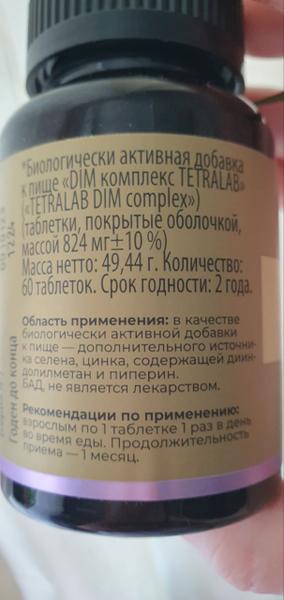 *Биологически активная добавка
к пище «DIM комплекс TETRALAB»
(«TETRALAB DIM complex»)
(таблетки, покрытые оболочкой,
массой 824 мг±10 %)
Масса нетто: 49,44 г. Количество:
60 таблеток. Срок годности: 2 года.
Область применения: в качестве
биологически активной добавки
к пище — дополнительного источни-
ка селена, цинка, содержащей диин-
долилметан и пиперин.
БАД, не является лекарством.
Рекомендации по применению:
взрослым по 1 таблетке 1 раз в день
во время еды. Продолжительность
приема — 1 месяц.
Годен до конца